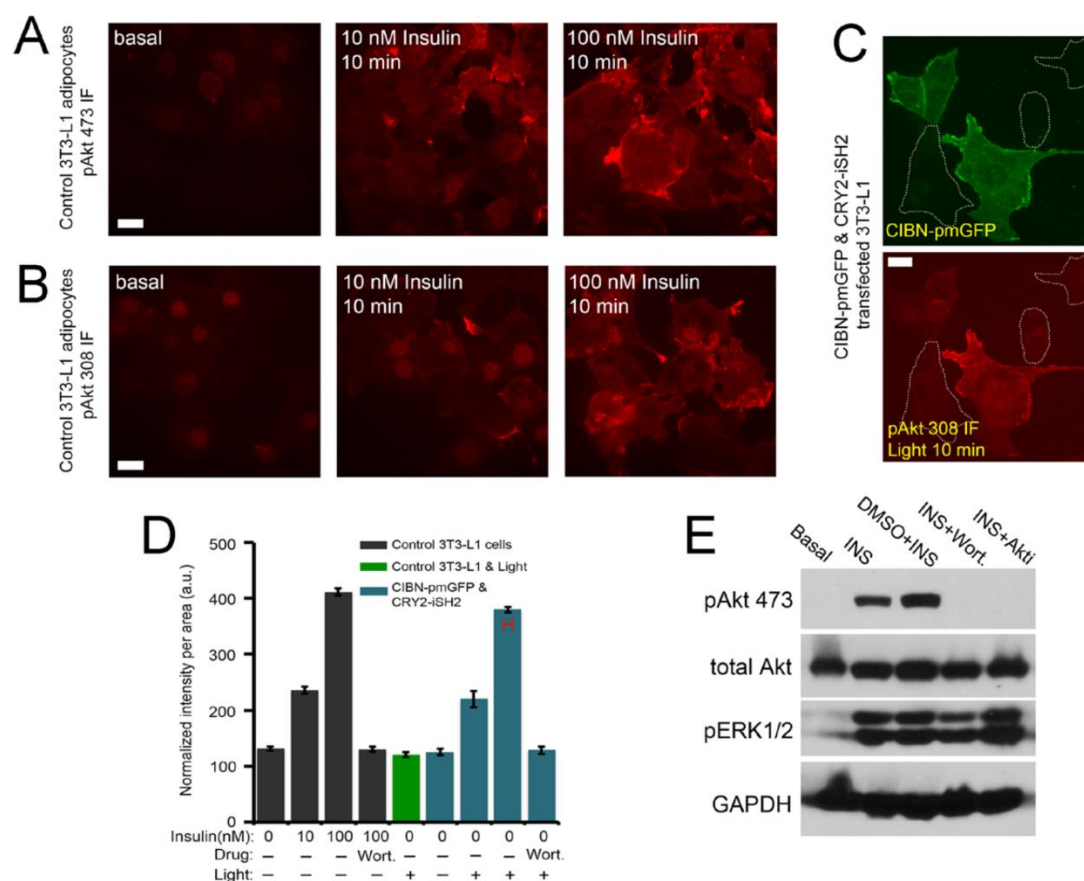 A
Control 3T3-L1 adipocytes
pAkt 473 IF
basal
10 nM Insulin
10 min
100 nM Insulin
10 min
B
Control 3T3-L1 adipocytes
pAkt 308 IF
basal
10 nM Insulin
10 min
100 nM Insulin
10 min
C
CIBN-pmGFP & CRY2-iSH2
transfected 3T3-L1
CIBN-pmGFP
pAkt 308 IF
Light 10 min
D
Normalized intensity per area (a.u.)
500
400
300
200
100
0
Control 3T3-L1 cells
Control 3T3-L1 & Light
CIBN-pmGFP &
CRY2-iSH2
H
Insulin(nM): 0 10 100 100 0 0 0 0 0
Drug: – – – Wort. – – – – Wort.
Light: – – – – + – + + +
E
Basal INS DMSO+INS INS+Wort. INS+Akti
pAkt 473
total Akt
pERK1/2
GAPDH